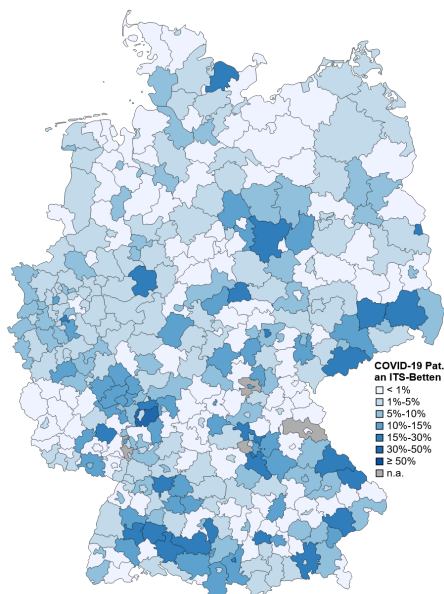 COVID-19 Pat.
an ITS-Betten
< 1%
1%-5%
5%-10%
10%-15%
15%-30%
30%-50%
≥ 50%
n.a.